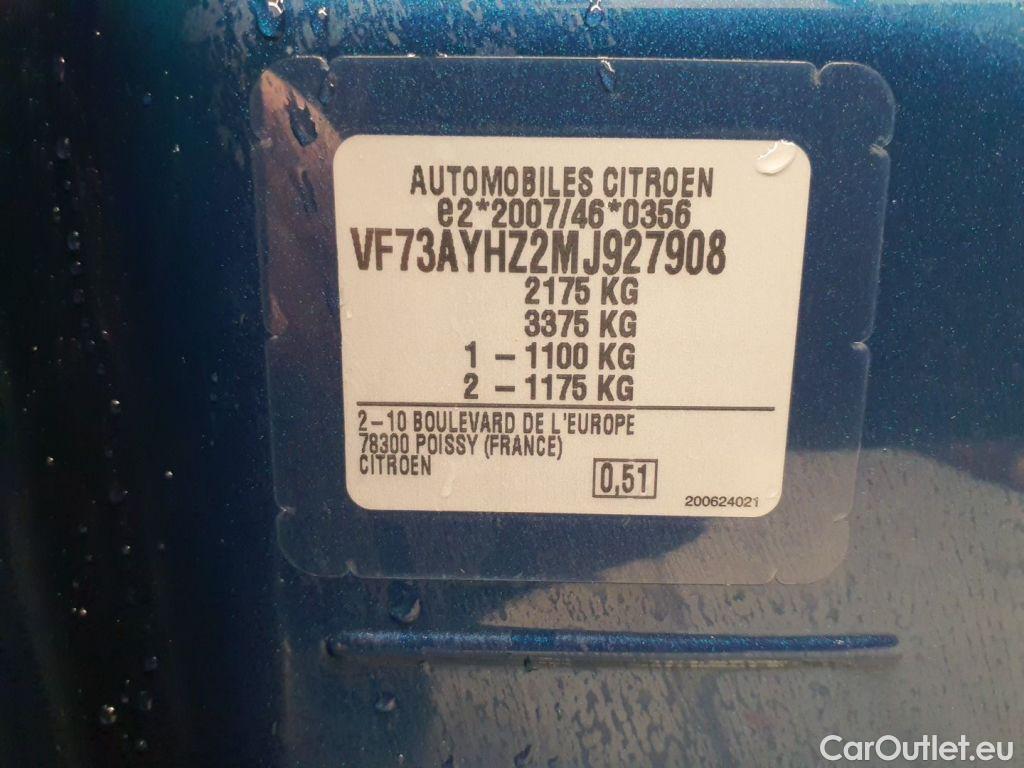 AUTOMOBILES CITROEN
e2*2007/46*0356
VF73AYHZ2MJ927908
2175 KG
3375 KG
1 - 1100 KG
2 - 1175 KG
2-10 BOULEVARD DE L'EUROPE
78300 POISSY (FRANCE)
CITROEN
0,51
200624021
CarOutlet.eu